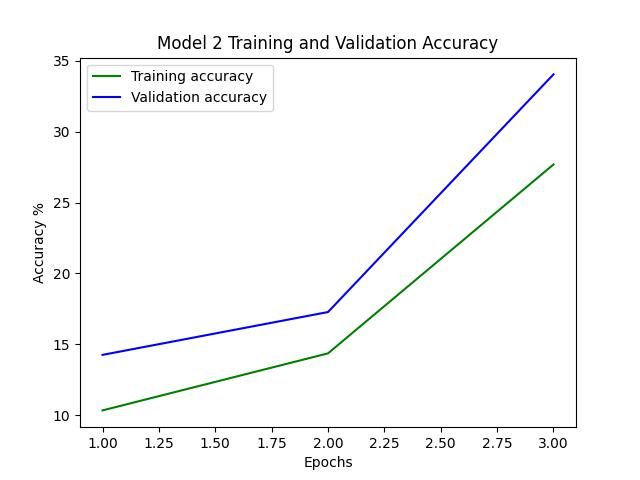 Model 2 Training and Validation Accuracy
Training accuracy
Validation accuracy
35
30
25
20
15
10
Accuracy %
1.00 1.25 1.50 1.75 2.00 2.25 2.50 2.75 3.00
Epochs